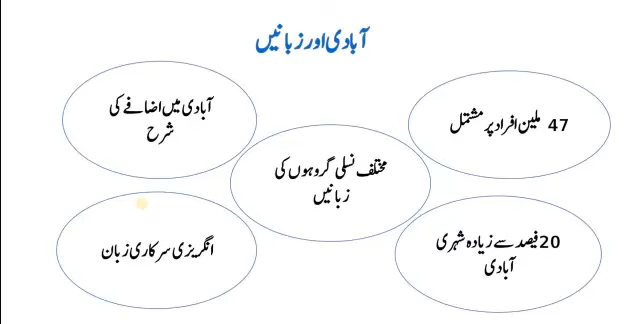 آبادی اور زبانیں
47 ملین افراد پر مشتمل
آبادی میں اضافے کی
شرح
مختلف نسلی گروہوں کی
زبانیں
20 فیصد سے زیادہ شہری
آبادی
انگریزی سرکاری زبان